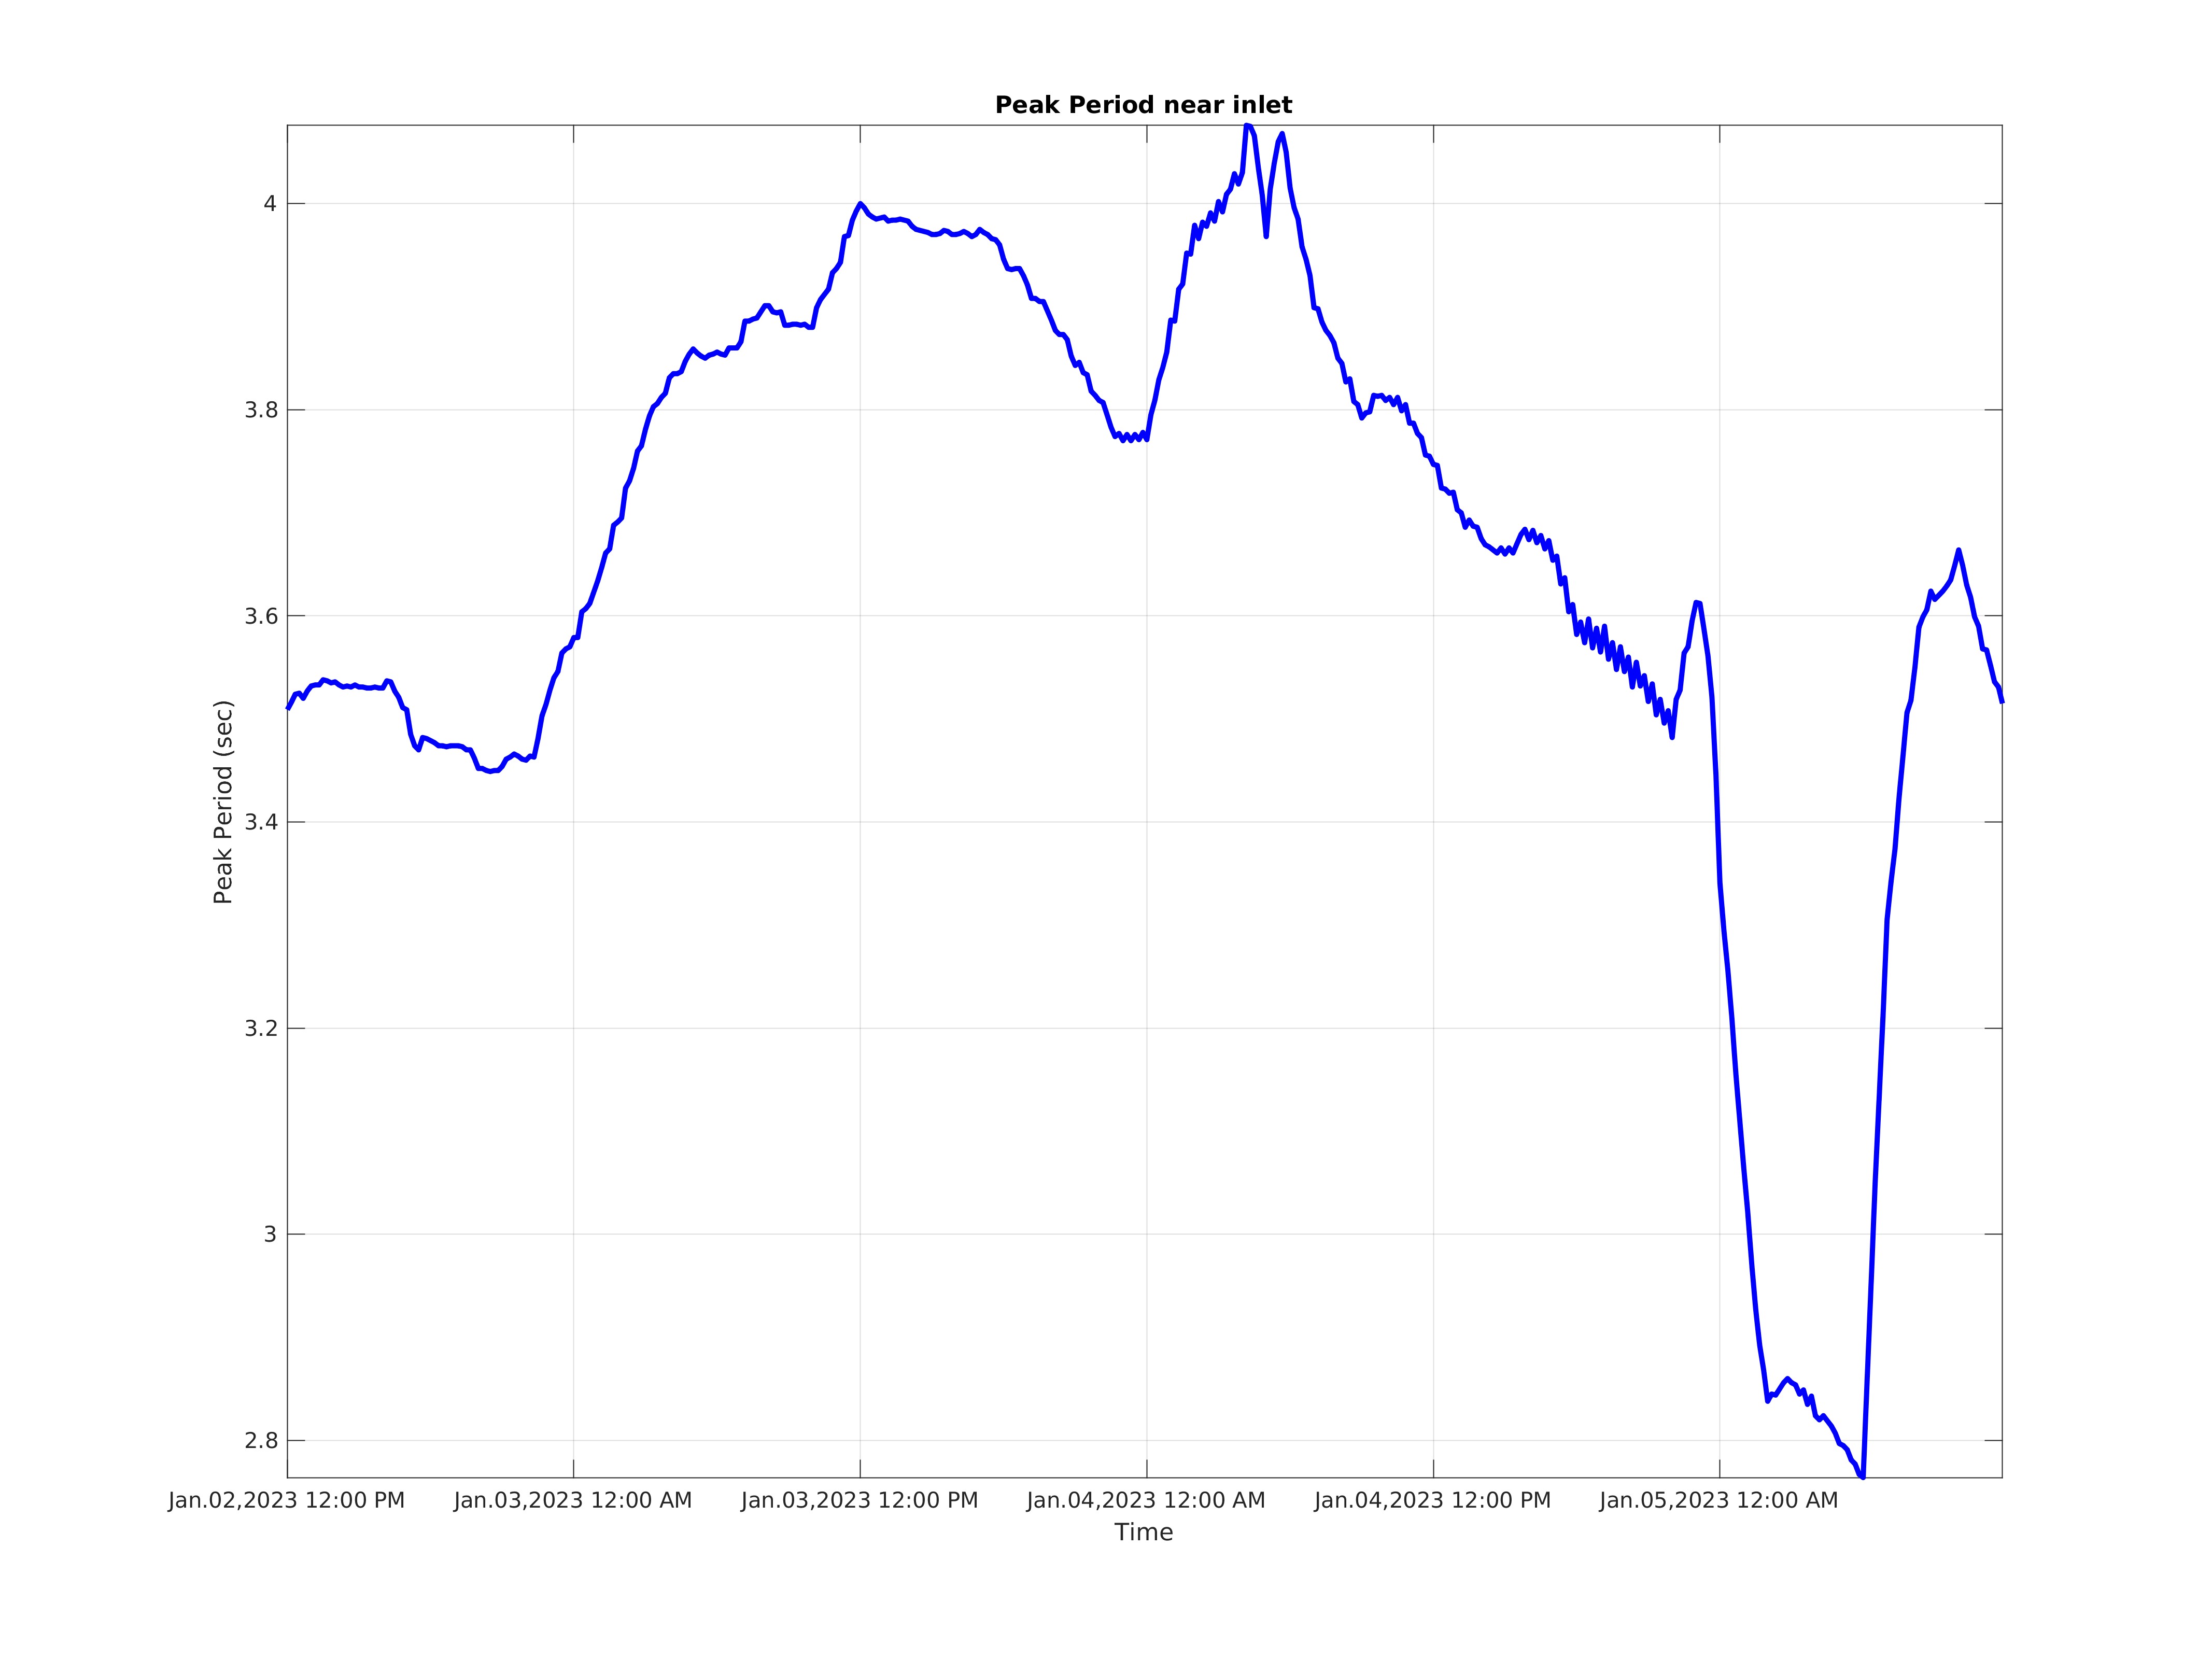 Peak Period near inlet
Peak Period (sec)
4
3.8
3.6
3.4
3.2
3
2.8
Jan.02,2023 12:00 PM
Jan.03,2023 12:00 AM
Jan.03,2023 12:00 PM
Jan.04,2023 12:00 AM
Jan.04,2023 12:00 PM
Jan.05,2023 12:00 AM
Time